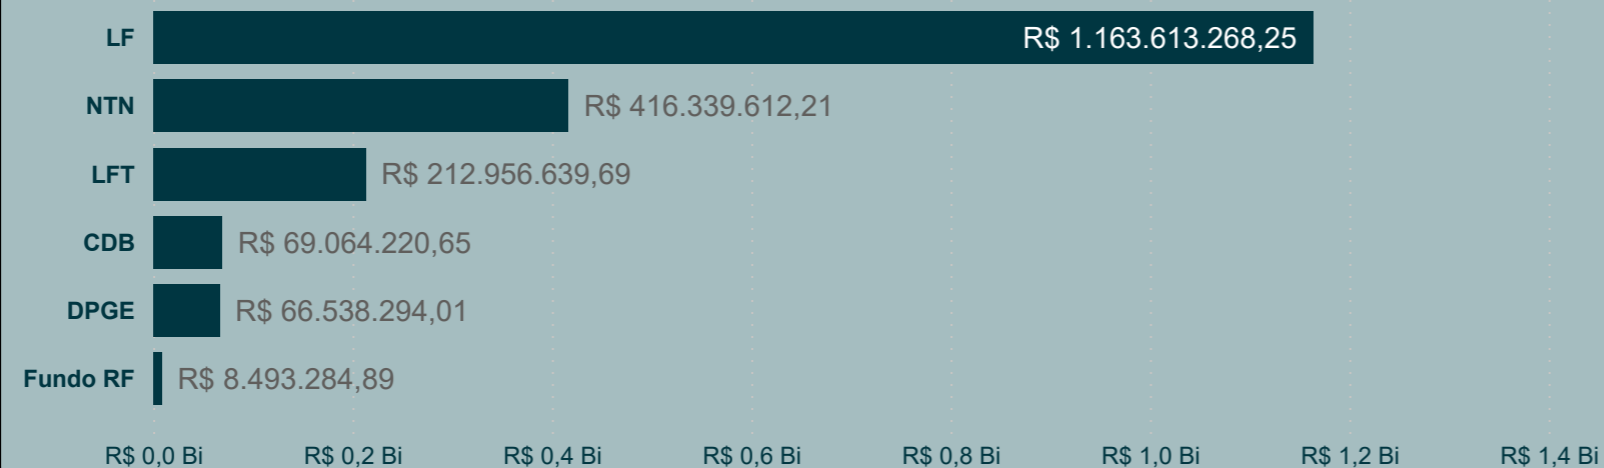 LF R$ 1.163.613.268,25
NTN R$ 416.339.612,21
LFT R$ 212.956.639,69
CDB R$ 69.064.220,65
DPGE R$ 66.538.294,01
Fundo RF R$ 8.493.284,89
R$ 0,0 Bi R$ 0,2 Bi R$ 0,4 Bi R$ 0,6 Bi R$ 0,8 Bi R$ 1,0 Bi R$ 1,2 Bi R$ 1,4 Bi